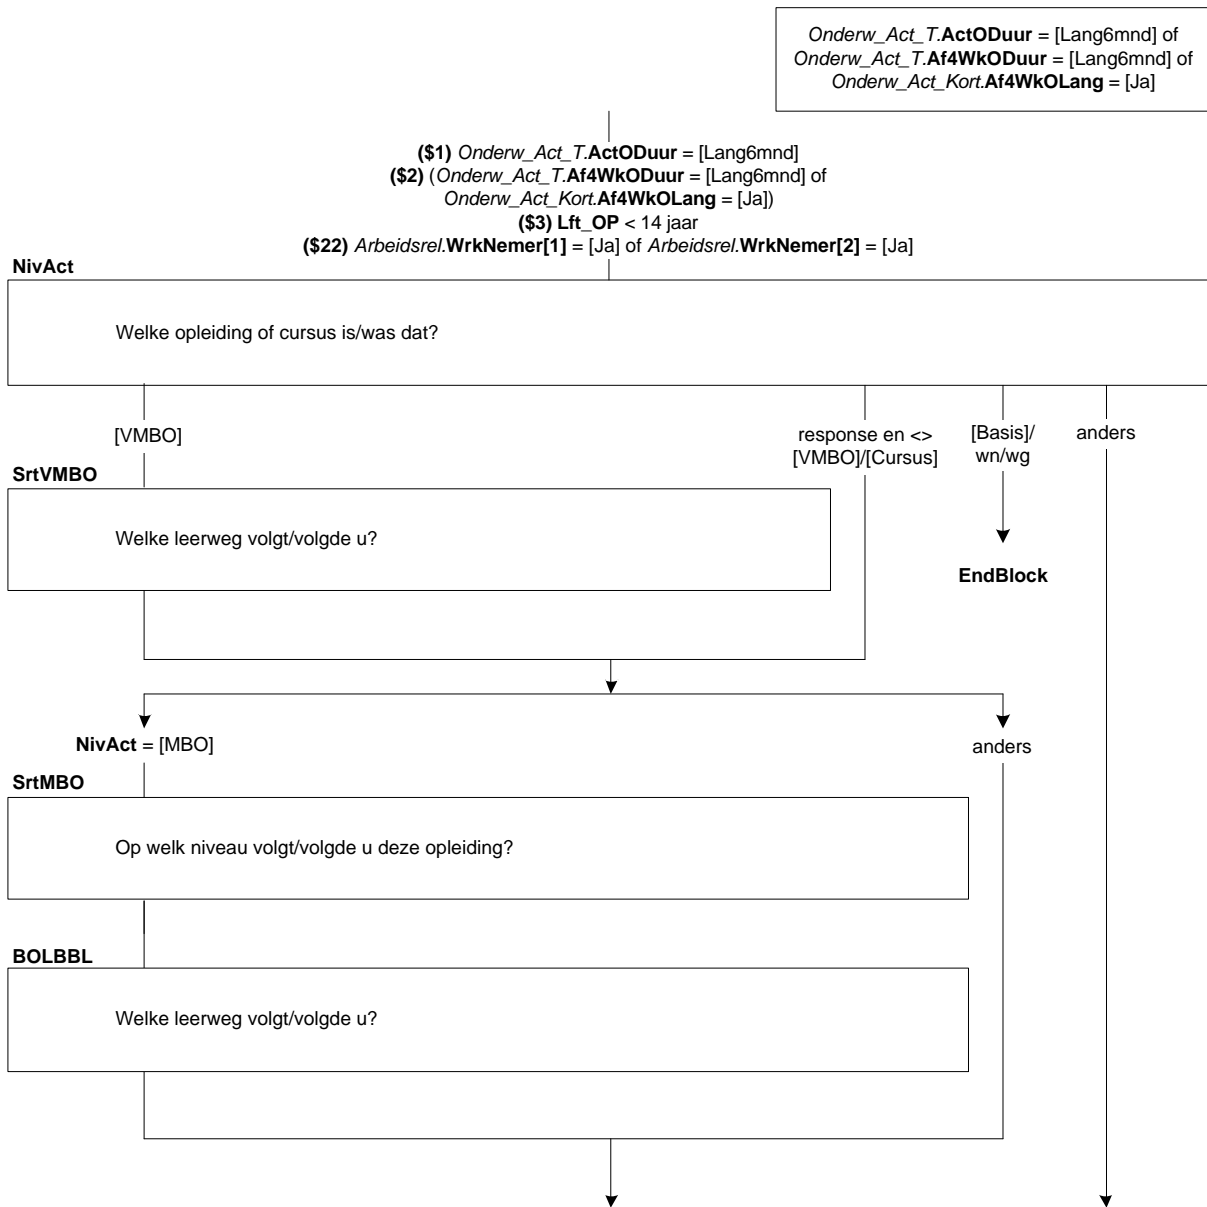 Onderw_Act_T.ActODuur = [Lang6mnd] of
Onderw_Act_T.Af4WkODuur = [Lang6mnd] of
Onderw_Act_Kort.Af4WkOLang = [Ja]
($1) Onderw_Act_T.ActODuur = [Lang6mnd]
($2) (Onderw_Act_T.Af4WkODuur = [Lang6mnd] of
Onderw_Act_Kort.Af4WkOLang = [Ja])
($3) Lft_OP < 14 jaar
($22) Arbeidsrel.WrkNemer[1] = [Ja] of Arbeidsrel.WrkNemer[2] = [Ja]
NivAct
Welke opleiding of cursus is/was dat?
[VMBO]
response en <>
[VMBO]/[Cursus]
[Basis]/
wn/wg
anders
SrtVMBO
Welke leerweg volgt/volgde u?
EndBlock
NivAct = [MBO]
anders
SrtMBO
Op welk niveau volgt/volgde u deze opleiding?
BOLBBL
Welke leerweg volgt/volgde u?